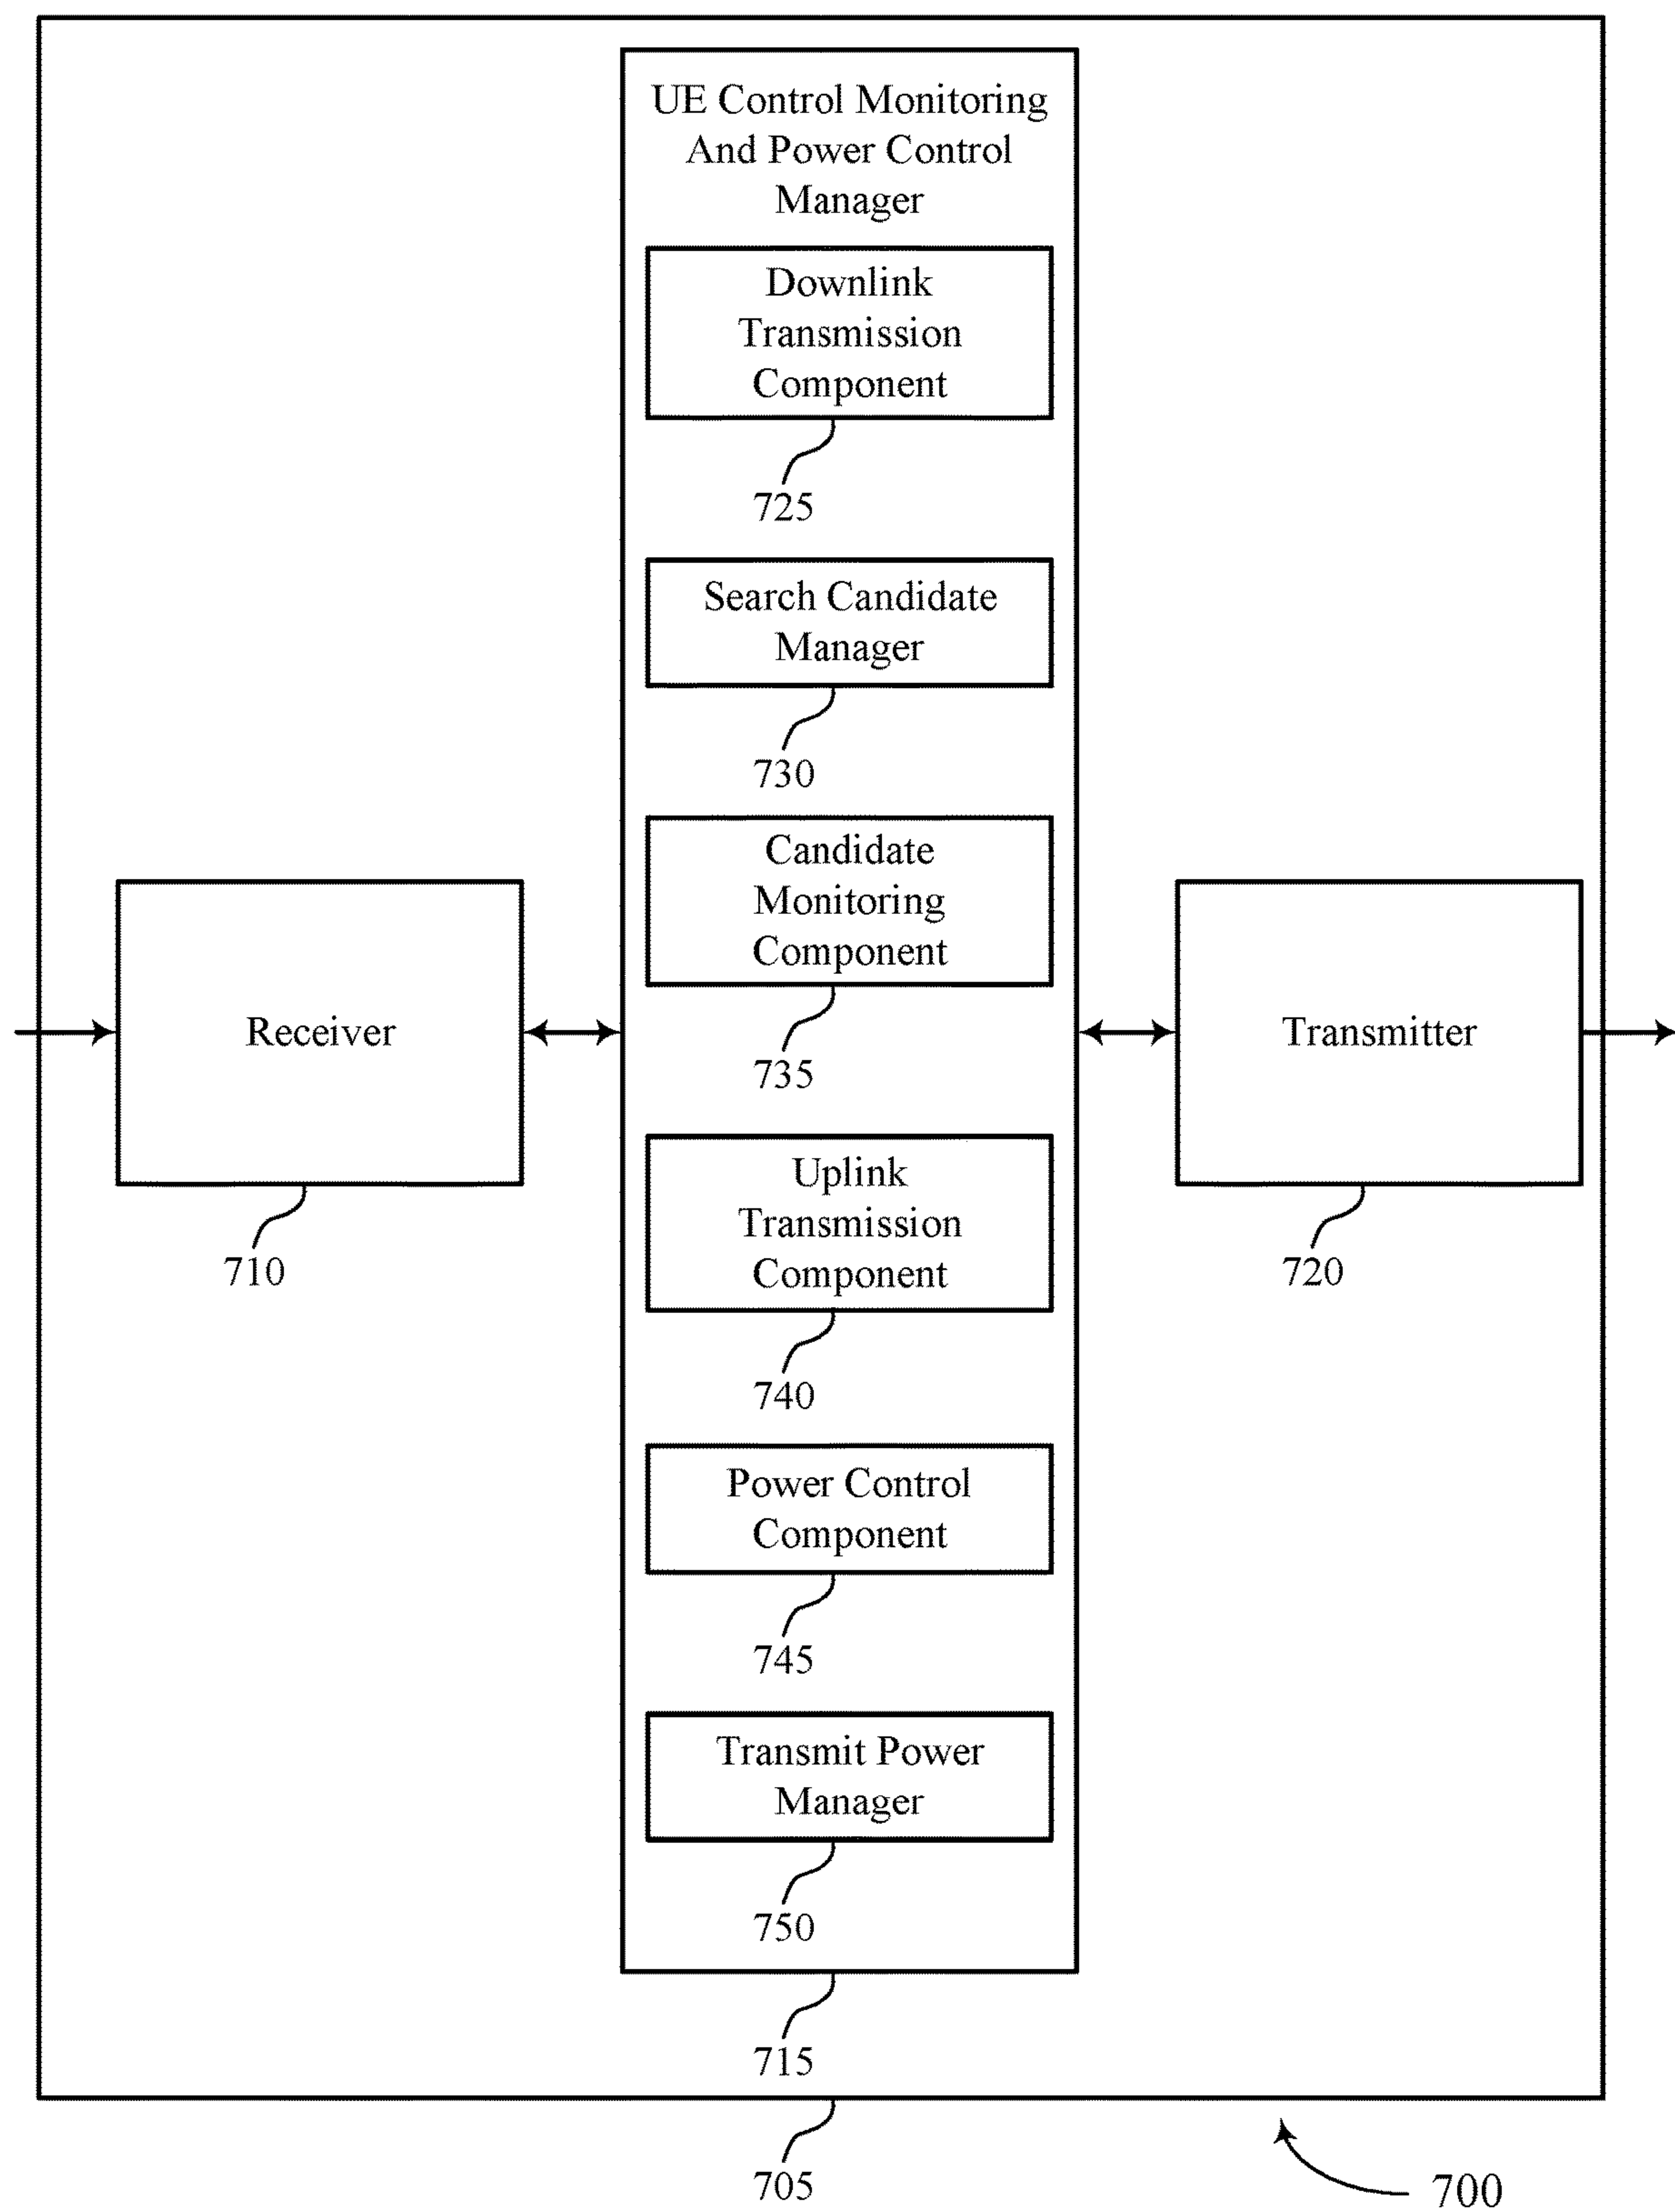 UE Control Monitoring
And Power Control
Manager
Downlink
Transmission
Component
725
Search Candidate
Manager
730
Candidate
Monitoring
Component
735
Receiver
710
Transmitter
720
Uplink
Transmission
Component
740
Power Control
Component
745
Transmit Power
Manager
750
715
705
700